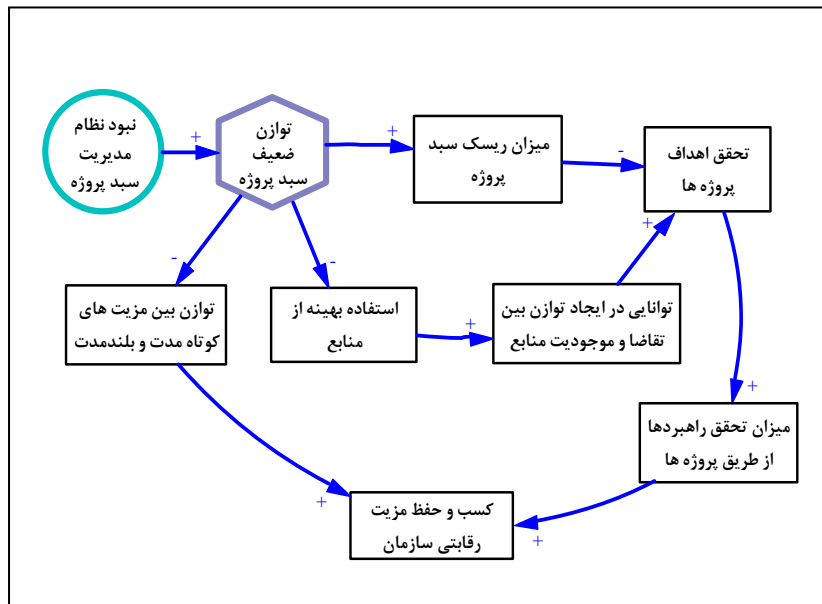 نبود نظام
مدیریت
سبد پروژه
+
توازن
ضعیف
سبد پروژه
+
میزان ریسک سبد
پروژه
-
تحقق اهداف
پروژه ها
-
-
+
توازن بین مزیت های
کوتاه مدت و بلندمدت
استفاده بهینه از
منابع
+
توانایی در ایجاد توازن بین
تقاضا و موجودیت منابع
+
میزان تحقق راهبردها
از طریق پروژه ها
+
کسب و حفظ مزیت
رقابتی سازمان
+